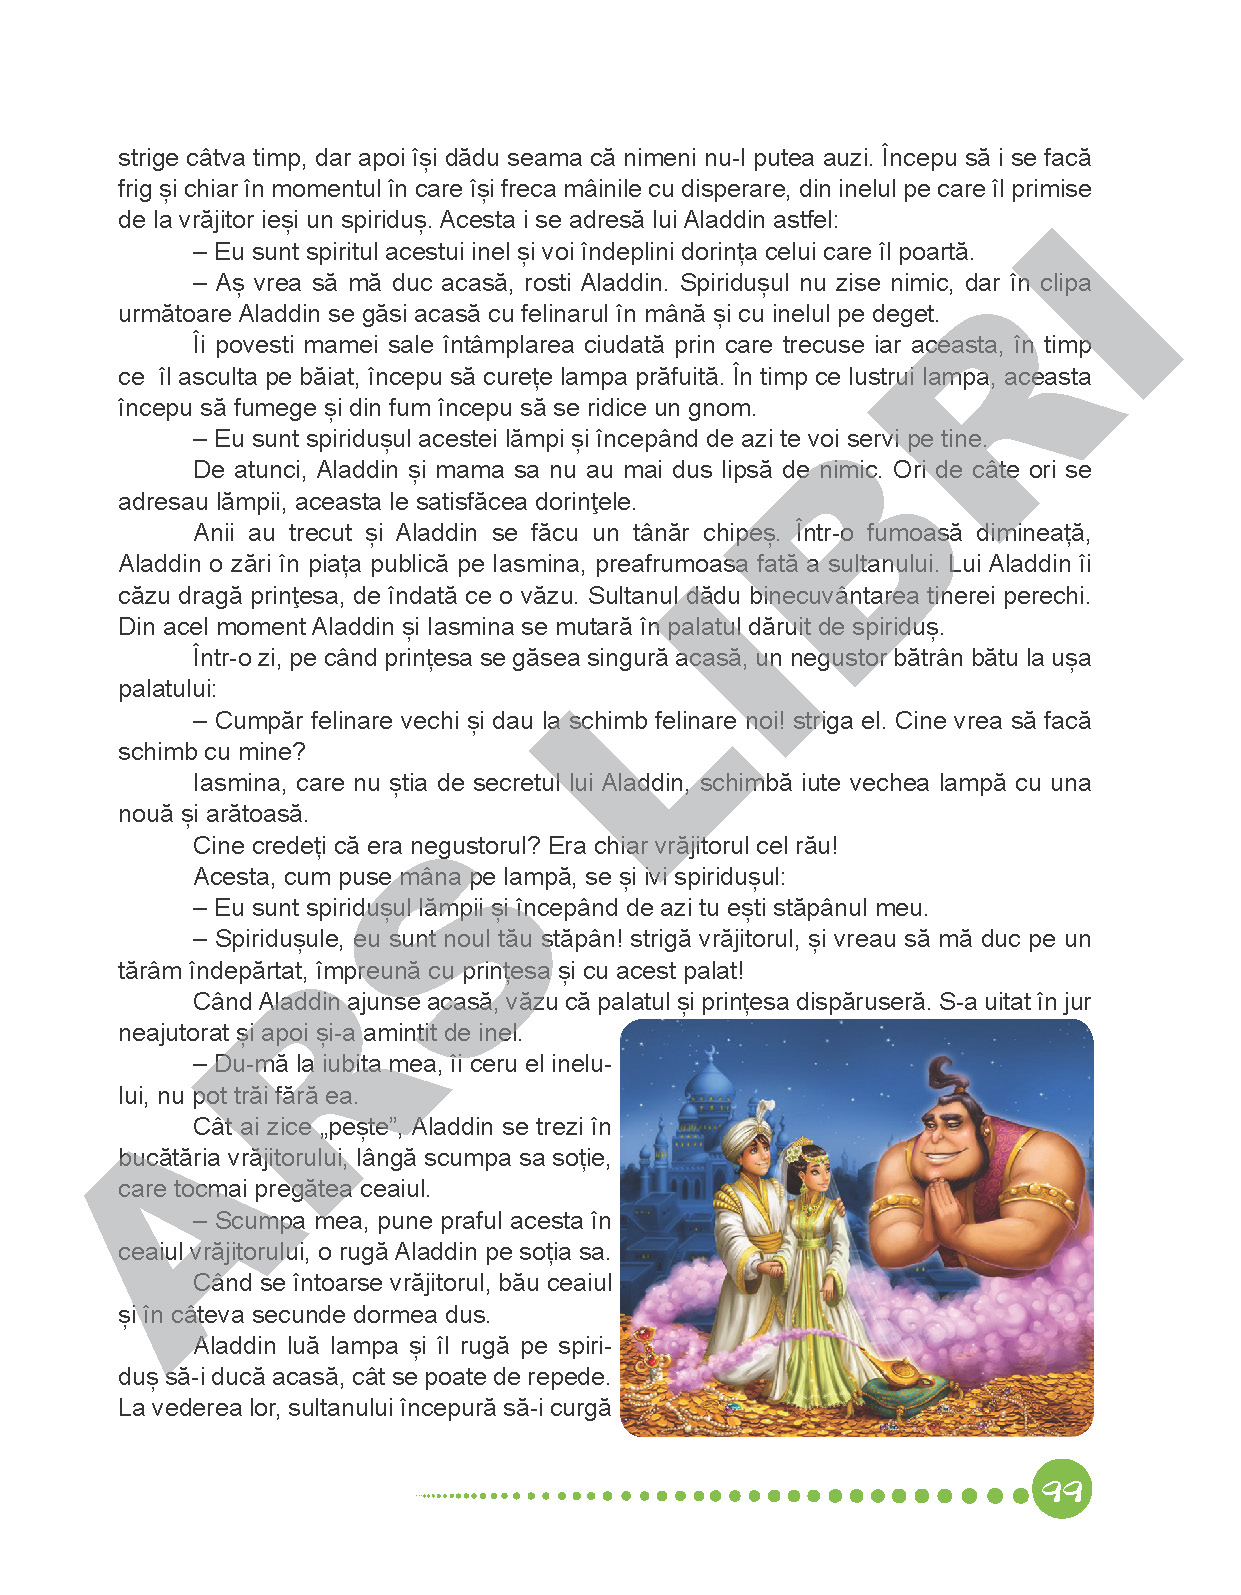 strige câtva timp, dar apoi își dădu seama că nimeni nu-l putea auzi. Începu să i se facă
frig și chiar în momentul în care își freca mâinile cu disperare, din inelul pe care îl primise
de la vrăjitor ieși un spiriduș. Acesta i se adresă lui Aladdin astfel:
– Eu sunt spiritul acestui inel și voi îndeplini dorința celui care îl poartă.
– Aș vrea să mă duc acasă, rosti Aladdin. Spiridușul nu zise nimic, dar în clipa
următoare Aladdin se găsi acasă cu felinarul în mână și cu inelul pe deget.
Îi povesti mamei sale întâmplarea ciudată prin care trecuse iar aceasta, în timp
ce îl asculta pe băiat, începu să curețe lampa prăfuită. În timp ce lustrui lampa, aceasta
începu să fumege și din fum începu să se ridice un gnom.
– Eu sunt spiridușul acestei lămpi și începând de azi te voi servi pe tine.
De atunci, Aladdin și mama sa nu au mai dus lipsă de nimic. Ori de câte ori se
adresau lămpii, aceasta le satisfăcea dorinţele.
Anii au trecut și Aladdin se făcu un tânăr chipeș. Într-o fumoasă dimineață,
Aladdin o zări în piața publică pe Iasmina, preafrumoasa fată a sultanului. Lui Aladdin îi
căzu dragă prinţesa, de îndată ce o văzu. Sultanul dădu binecuvântarea tinerei perechi.
Din acel moment Aladdin și Iasmina se mutară în palatul dăruit de spiriduș.
Într-o zi, pe când prințesa se găsea singură acasă, un negustor bătrân bătu la ușa
palatului:
– Cumpăr felinare vechi și dau la schimb felinare noi! striga el. Cine vrea să facă
schimb cu mine?
Iasmina, care nu știa de secretul lui Aladdin, schimbă iute vechea lampă cu una
nouă și arătoasă.
Cine credeți că era negustorul? Era chiar vrăjitorul cel rău!
Acesta, cum puse mâna pe lampă, se și ivi spiridușul:
– Eu sunt spiridușul lămpii și începând de azi tu ești stăpânul meu.
– Spiridușule, eu sunt noul tău stăpân! strigă vrăjitorul, și vreau să mă duc pe un
tărâm îndepărtat, împreună cu prințesa și cu acest palat!
Când Aladdin ajunse acasă, văzu că palatul și prințesa dispăruseră. S-a uitat în jur
neajutorat și apoi și-a amintit de inel.
– Du-mă la iubita mea, îi ceru el inelu-
lui, nu pot trăi fără ea.
Cât ai zice „pește”, Aladdin se trezi în
bucătăria vrăjitorului, lângă scumpa sa soție,
care tocmai pregătea ceaiul.
– Scumpa mea, pune praful acesta în
ceaiul vrăjitorului, o rugă Aladdin pe soția sa.
Când se întoarse vrăjitorul, bău ceaiul
și în câteva secunde dormea dus.
Aladdin luă lampa și îl rugă pe spiri-
duș să-i ducă acasă, cât se poate de repede.
La vederea lor, sultanului începură să-i curgă
99
ARS LIBRI